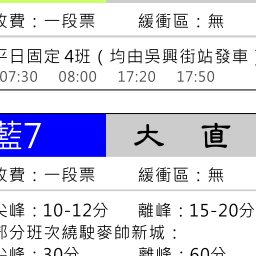 收費：一段票 緩衝區：無
平日固定 4班 ( 均由吳興街站發車 )
07:30 08:00 17:20 17:50
藍7 大 直
收費：一段票 緩衝區：無
尖峰：10-12分 離峰：15-20分
部分班次繞駛麥帥新城：
尖峰：30分 離峰：60分